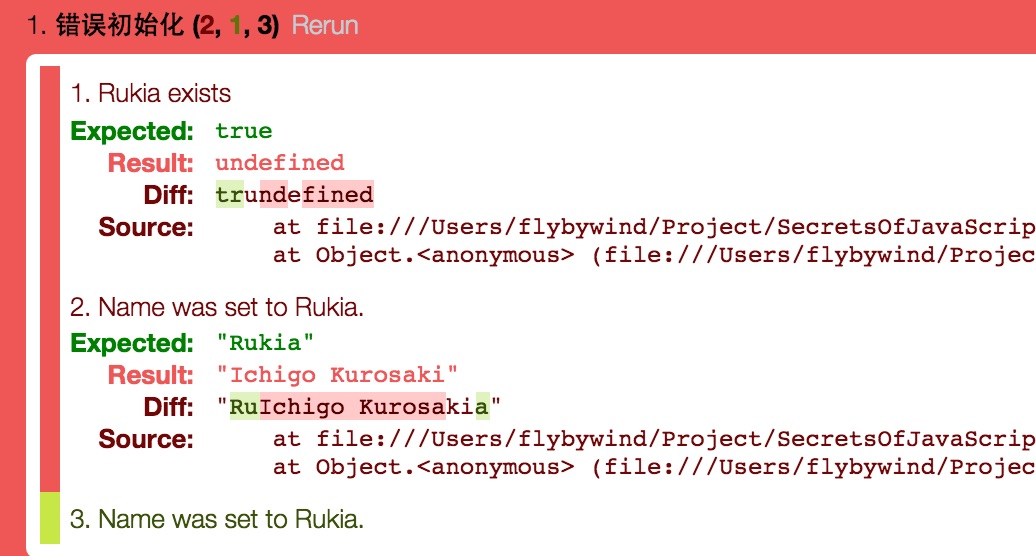 1. 错误初始化 (2, 1, 3) Rerun
1. Rukia exists
Expected: true
Result: undefined
Diff: trundefined
Source: at file:///Users/flybywind/Project/SecretsOfJavaScrip
at Object.<anonymous> (file:///Users/flybywind/Projec
2. Name was set to Rukia.
Expected: "Rukia"
Result: "Ichigo Kurosaki"
Diff: "RuIchigo Kurosakia"
Source: at file:///Users/flybywind/Project/SecretsOfJavaScrip
at Object.<anonymous> (file:///Users/flybywind/Projec
3. Name was set to Rukia.